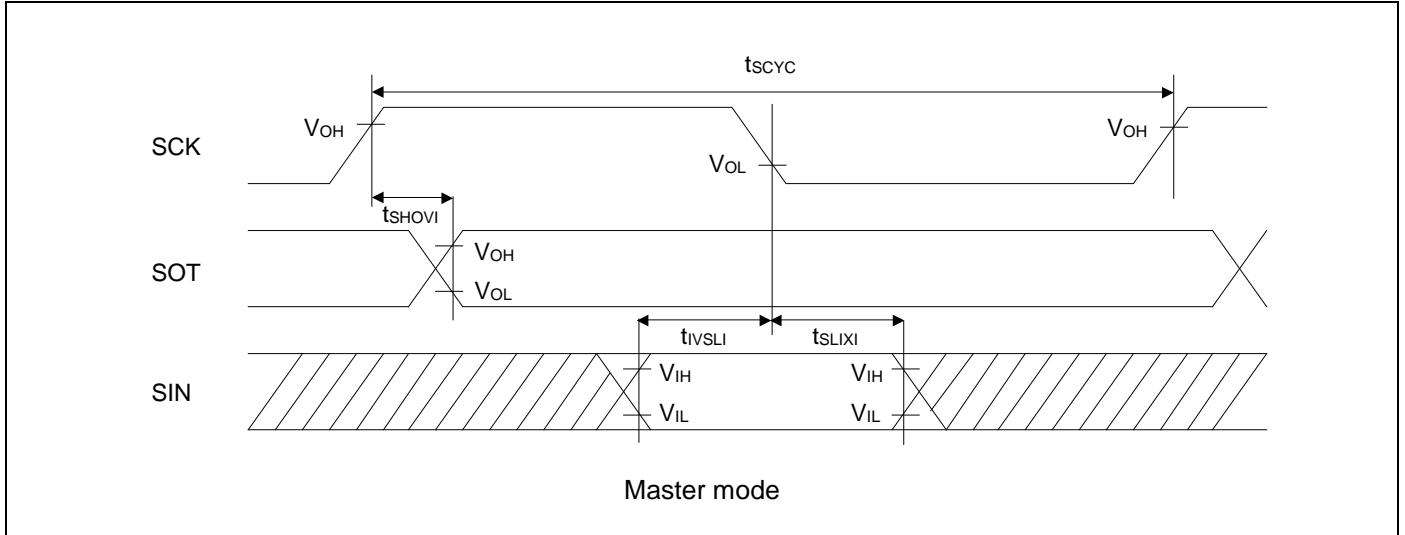 tSCYC
VOH
VOH
SCK
VOL
tSHOVI
VOH
SOT
VOL
tIVSLI
tSLIXI
VIH
VIH
SIN
VIL
VIL
Master mode